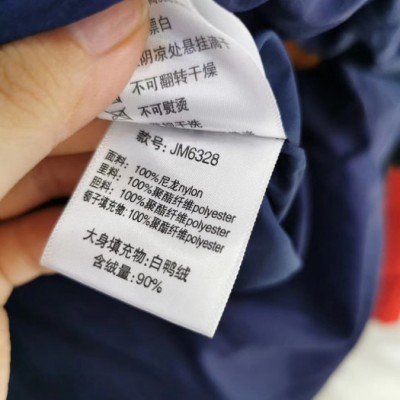 漂白
阴凉处悬挂滴干
不可翻转干燥
不可熨烫
款号: JM6328
面料: 100%尼龙nylon
里料: 100%聚酯纤维polyester
胆料: 100%聚酯纤维polyester
帽子填充物: 100%聚酯纤维polyester
大身填充物: 白鸭绒
含绒量: 90%